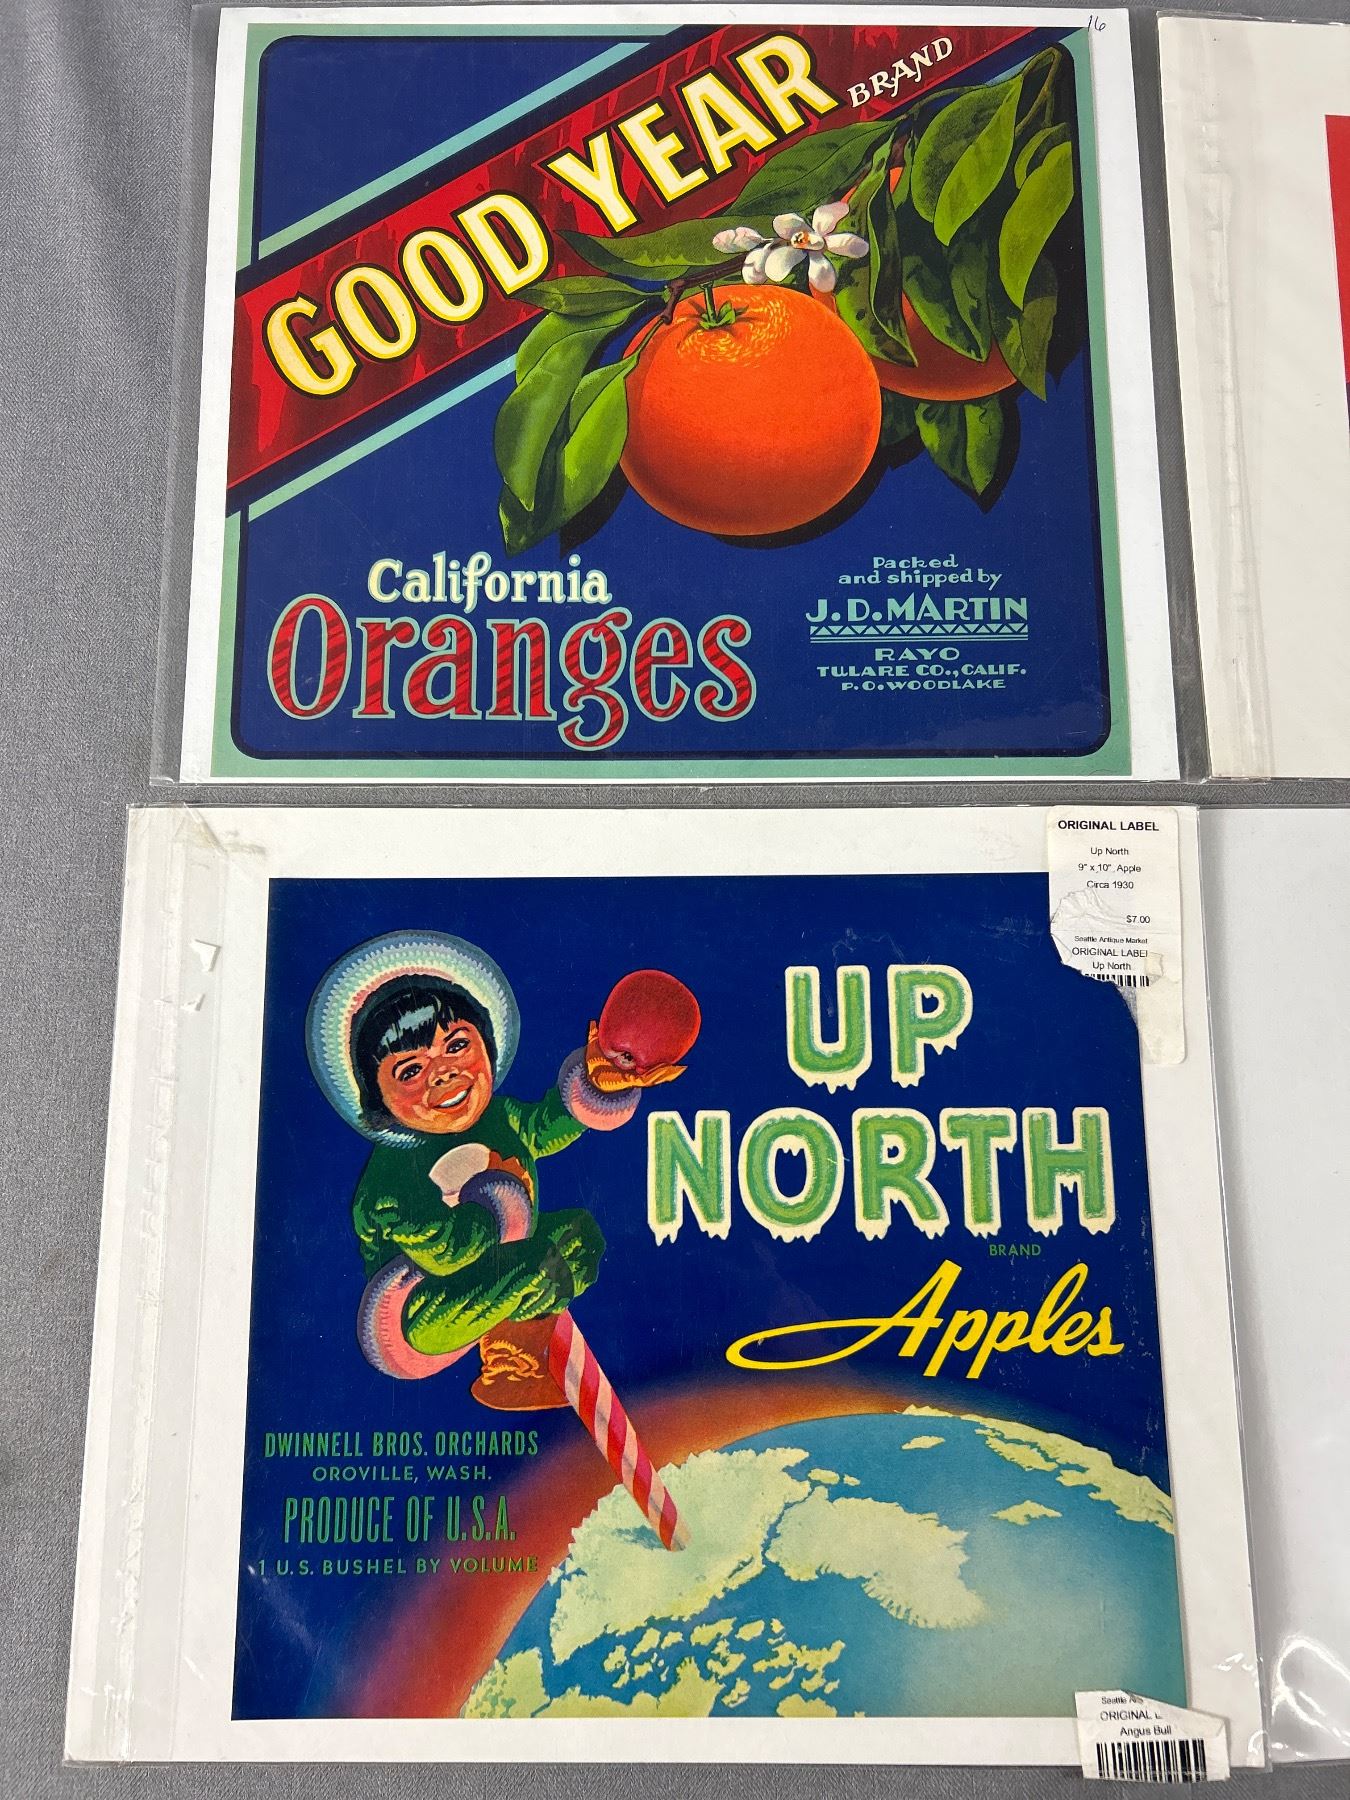 16
GOOD YEAR BRAND
California
Oranges
Packed
and shipped by
J.D. MARTIN
RAYO
TULARE CO., CALIF.
P.O. WOODLAKE
ORIGINAL LABEL
Up North
9" x 10" Apple
Circa 1930
$7.00
Seattle Antique Market
ORIGINAL LABEL
Up North
UP
NORTH
BRAND
Apples
DWINNELL BROS. ORCHARDS
OROVILLE, WASH.
PRODUCE OF U.S.A.
1 U.S. BUSHEL BY VOLUME
Seattle
ORIGINAL L
Angus Bull